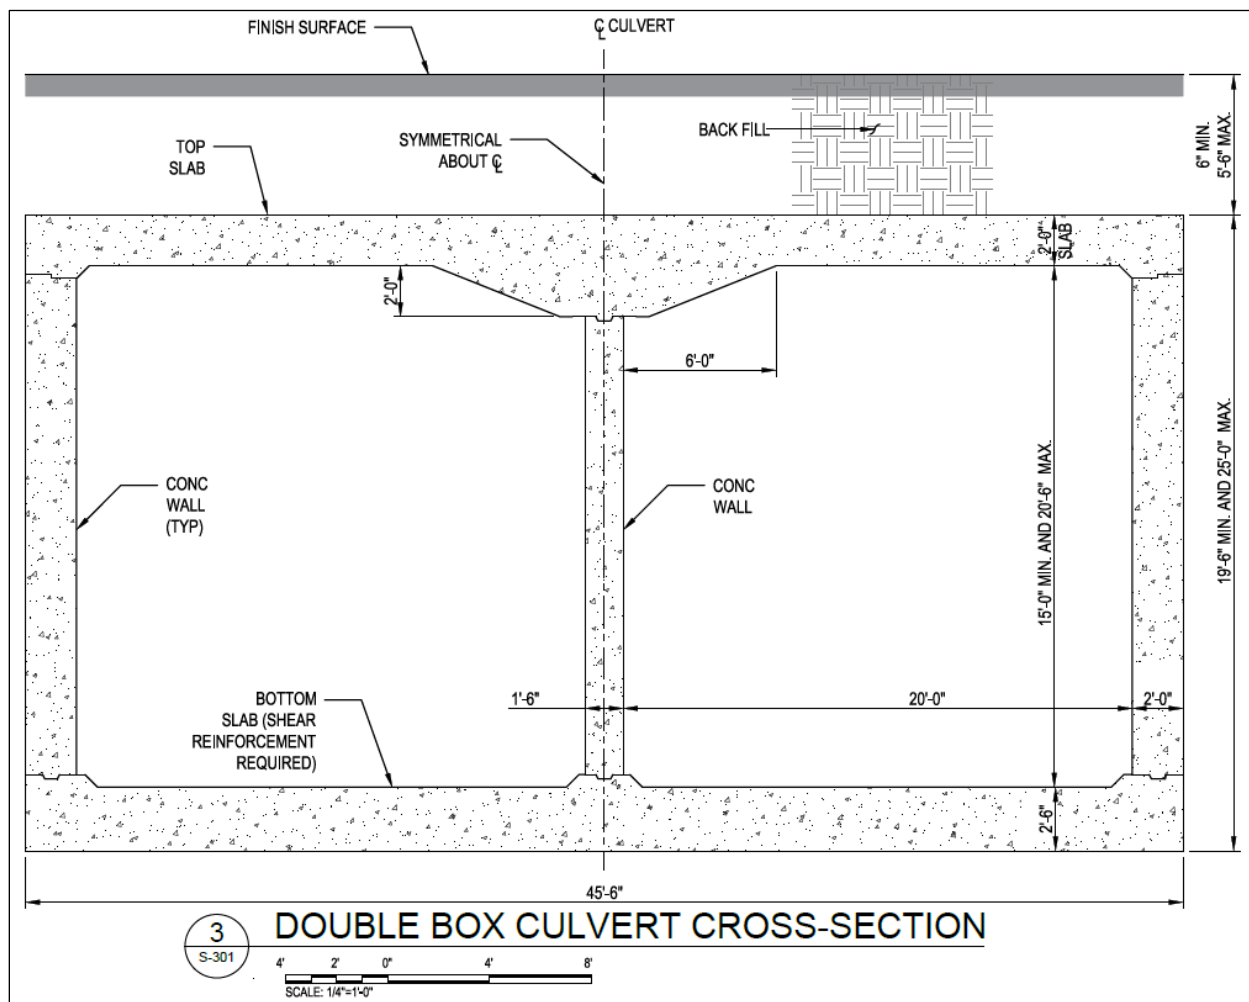 FINISH SURFACE
℄ CULVERT
TOP
SLAB
SYMMETRICAL
ABOUT ℄
BACK FILL
6" MIN.
5'-6" MAX.
2'-0"
SLAB
2'-0"
6'-0"
CONC
WALL
(TYP)
CONC
WALL
15'-0" MIN. AND 20'-6" MAX.
19'-6" MIN. AND 25'-0" MAX.
BOTTOM
SLAB (SHEAR
REINFORCEMENT
REQUIRED)
1'-6"
20'-0"
2'-0"
2'-6"
45'-6"
3
S-301
DOUBLE BOX CULVERT CROSS-SECTION
4' 2' 0" 4' 8'
SCALE: 1/4"=1'-0"